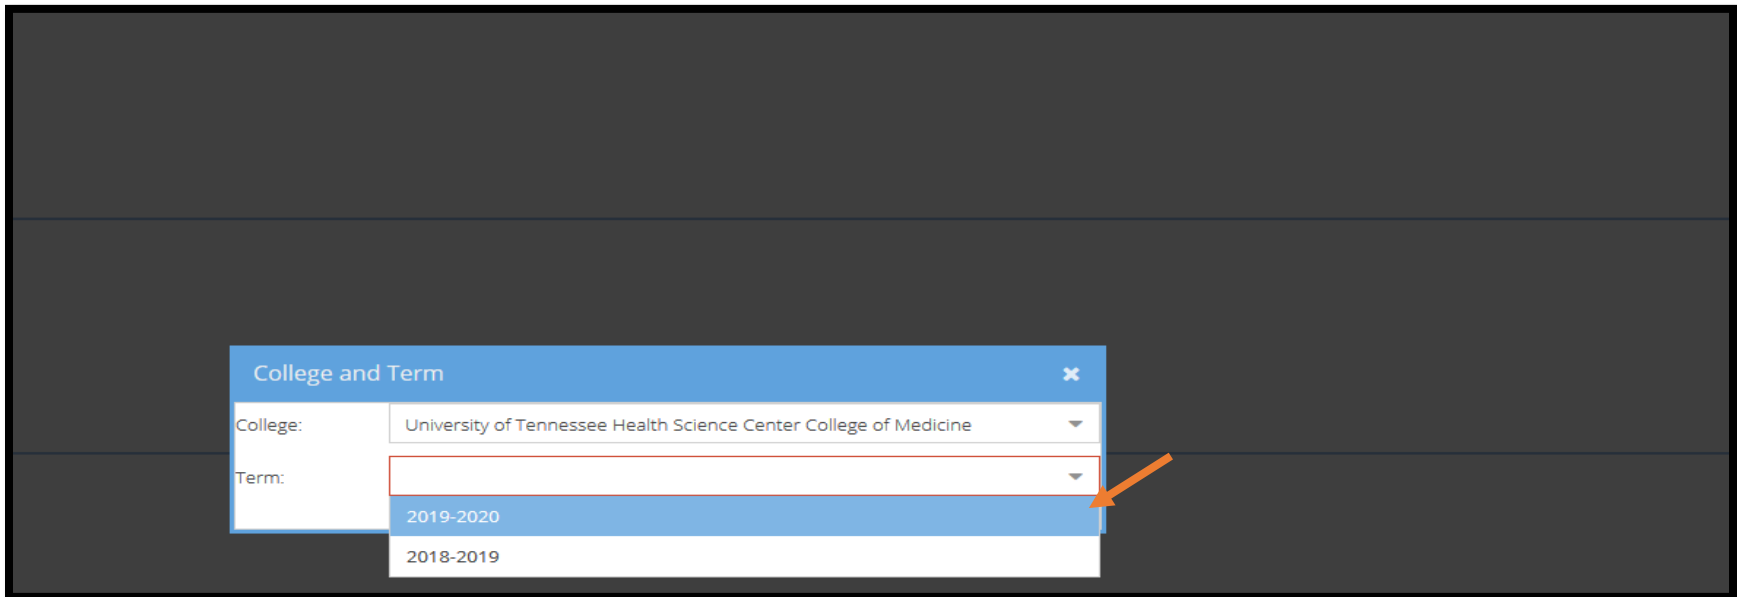 College and Term
College: University of Tennessee Health Science Center College of Medicine
Term:
2019-2020
2018-2019